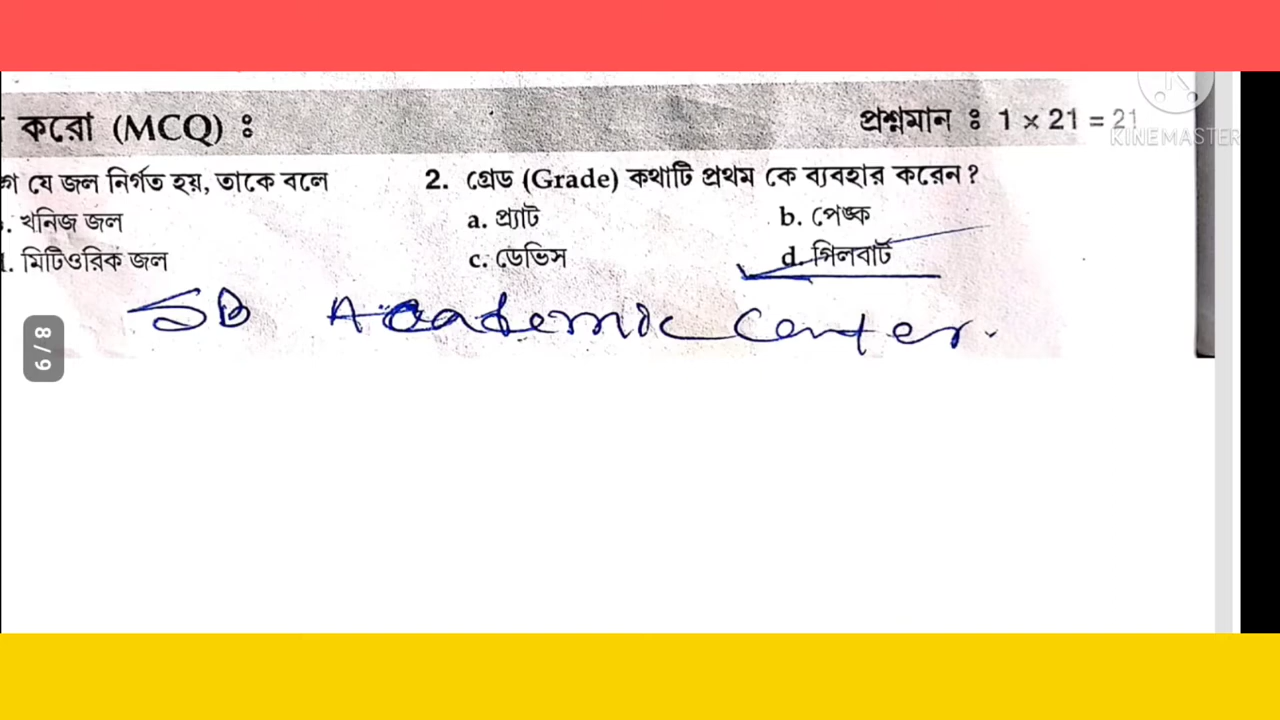 করো (MCQ) ঃ
প্রশ্নমান ঃ 1 × 21 = 21
KINEMASTER
যে জল নির্গত হয়, তাকে বলে
. খনিজ জল
. মিটিওরিক জল
2. গ্রেড (Grade) কথাটি প্রথম কে ব্যবহার করেন ?
a. প্র্যাট
b. পেঙ্ক
c. ডেভিস
d. গিলবার্ট
SB Academic Center.
8 / 9